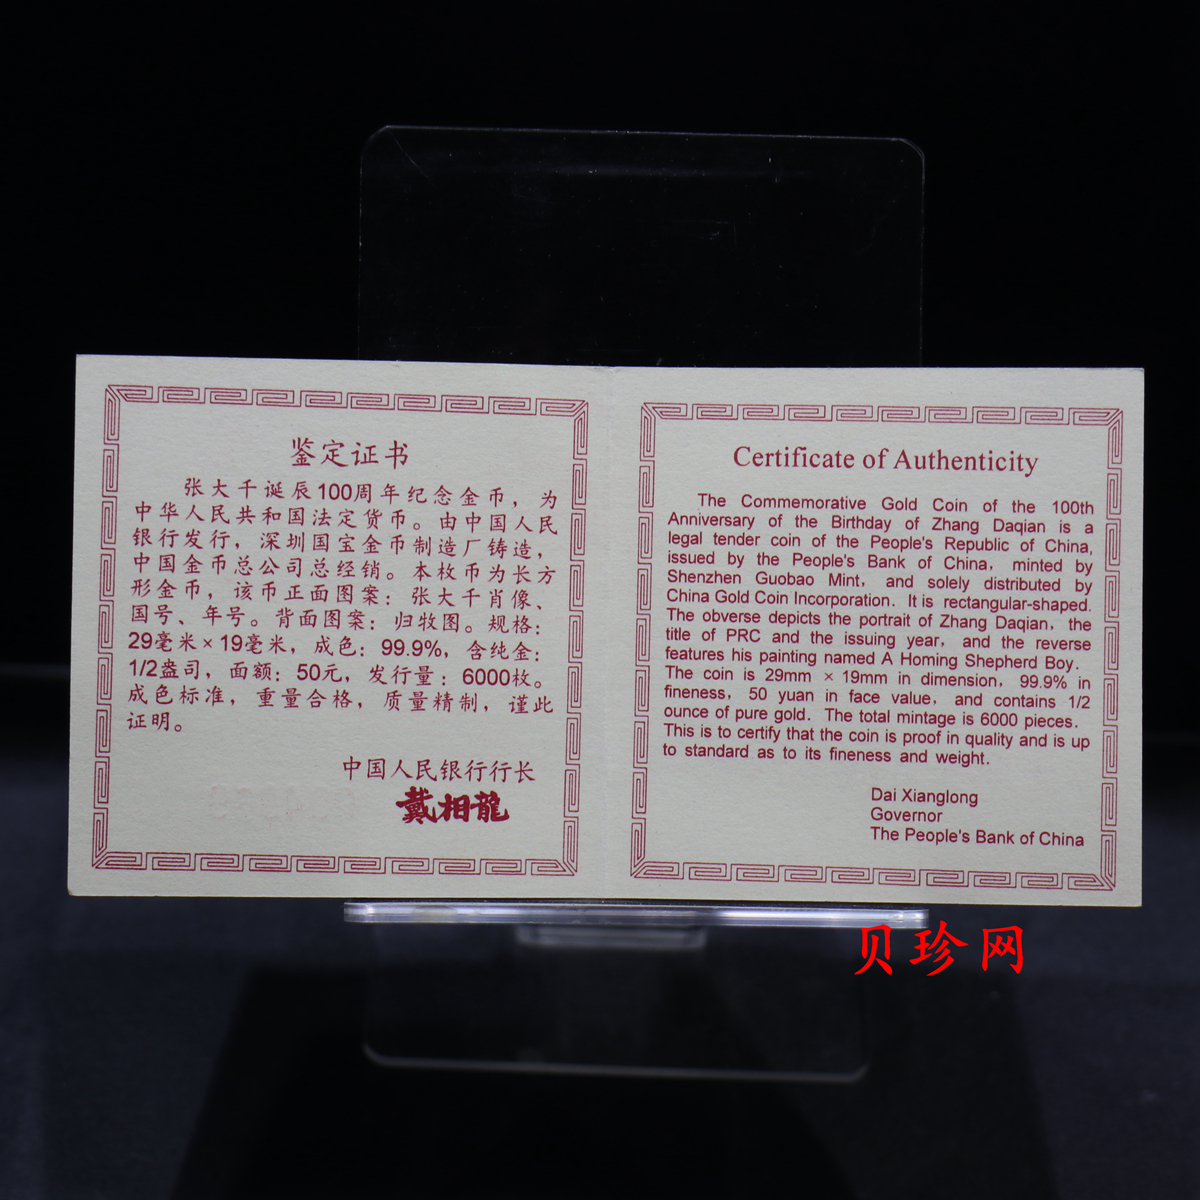 鉴定证书
张大千诞辰100周年纪念金币，为
中华人民共和国法定货币。由中国人民
银行发行，深圳国宝金币制造厂铸造，
中国金币总公司总经销。本枚币为长方
形金币，该币正面图案：张大千肖像、
国号、年号。背面图案：归牧图。规格：
29毫米×19毫米，成色：99.9%，含纯金：
1/2盎司，面额：50元，发行量：6000枚。
成色标准，重量合格，质量精制，谨此
证明。
中国人民银行行长
戴相龍
Certificate of Authenticity
The Commemorative Gold Coin of the 100th
Anniversary of the Birthday of Zhang Daqian is a
legal tender coin of the People's Republic of China,
issued by the People's Bank of China, minted by
Shenzhen Guobao Mint, and solely distributed by
China Gold Coin Incorporation. It is rectangular-shaped.
The obverse depicts the portrait of Zhang Daqian, the
title of PRC and the issuing year, and the reverse
features his painting named A Homing Shepherd Boy.
The coin is 29mm × 19mm in dimension, 99.9% in
fineness, 50 yuan in face value, and contains 1/2
ounce of pure gold. The total mintage is 6000 pieces.
This is to certify that the coin is proof in quality and is up
to standard as to its fineness and weight.
Dai Xianglong
Governor
The People's Bank of China
贝珍网